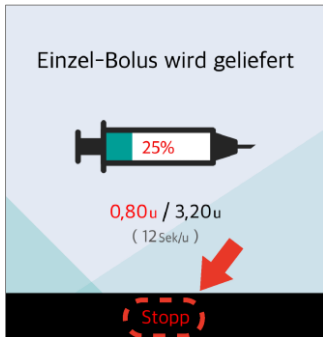 Einzel-Bolus wird geliefert
25%
0,80u / 3,20u
( 12Sek/u )
Stopp